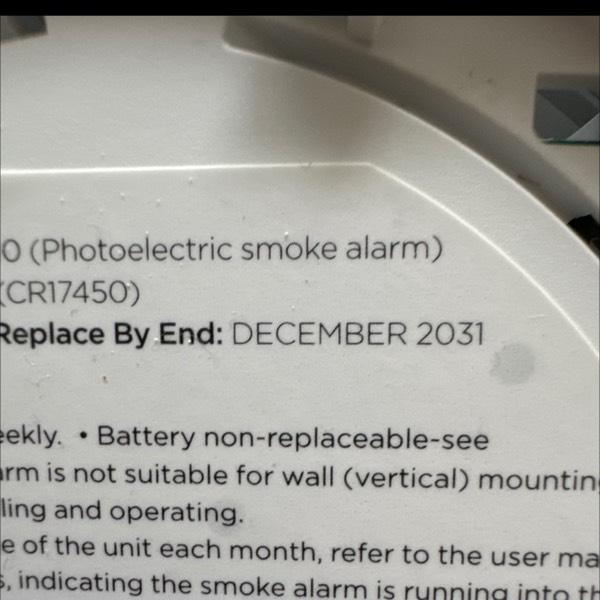 0 (Photoelectric smoke alarm)
(CR17450)
Replace By End: DECEMBER 2031
eekly. • Battery non-replaceable-see
arm is not suitable for wall (vertical) mountin
ling and operating.
e of the unit each month, refer to the user ma
s, indicating the smoke alarm is running into th